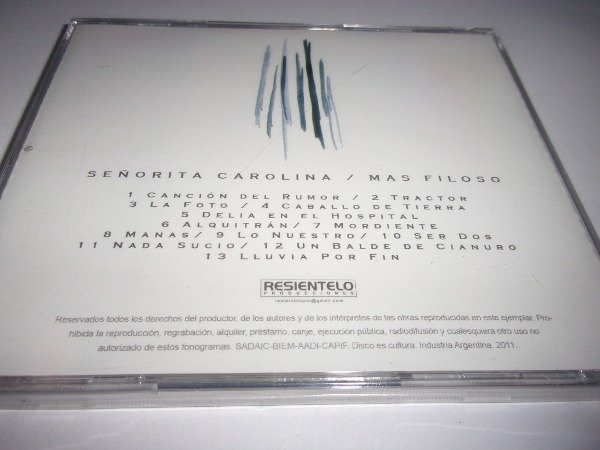 SEÑORITA CAROLINA / MAS FILOSO
1 CANCIÓN DEL RUMOR / 2 TRACTOR
3 LA FOTO / 4 CABALLO DE TIERRA
5 DELIA EN EL HOSPITAL
6 ALQUITRÁN/ 7 MORDIENTE
8 MANAS/ 9 LO NUESTRO/ 10 SER DOS
11 NADA SUCIO/ 12 UN BALDE DE CIANURO
13 LLUVIA POR FIN
RESIENTELO
PRODUCCIONES
resientelnpro@gmail.com
Reservados todos los derechos del productor, de los autores y de los intérpretes de las obras reproducidas en este ejemplar. Pro-
hibida la reproducción, regrabación, alquiler, préstamo, canje, ejecución pública, radiodifusión y cualesquiera otro uso no
autorizado de estos fonogramas. SADAIC-BIEM-AADI-CAPIF. Disco es cultura. Industria Argentina. 2011.